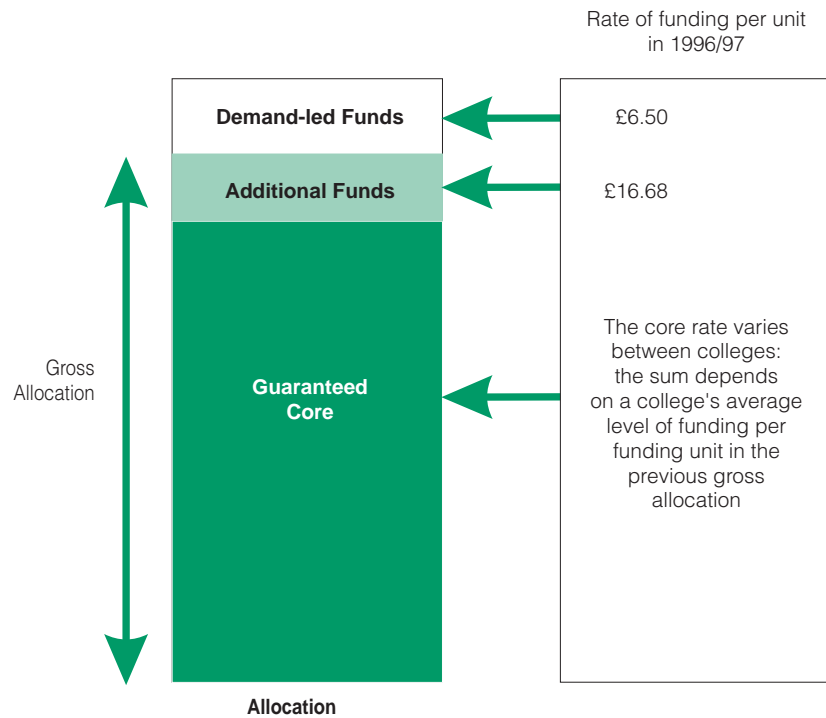 Rate of funding per unit
in 1996/97
Demand-led Funds
£6.50
Additional Funds
£16.68
Gross
Allocation
Guaranteed
Core
The core rate varies
between colleges:
the sum depends
on a college's average
level of funding per
funding unit in the
previous gross
allocation
Allocation